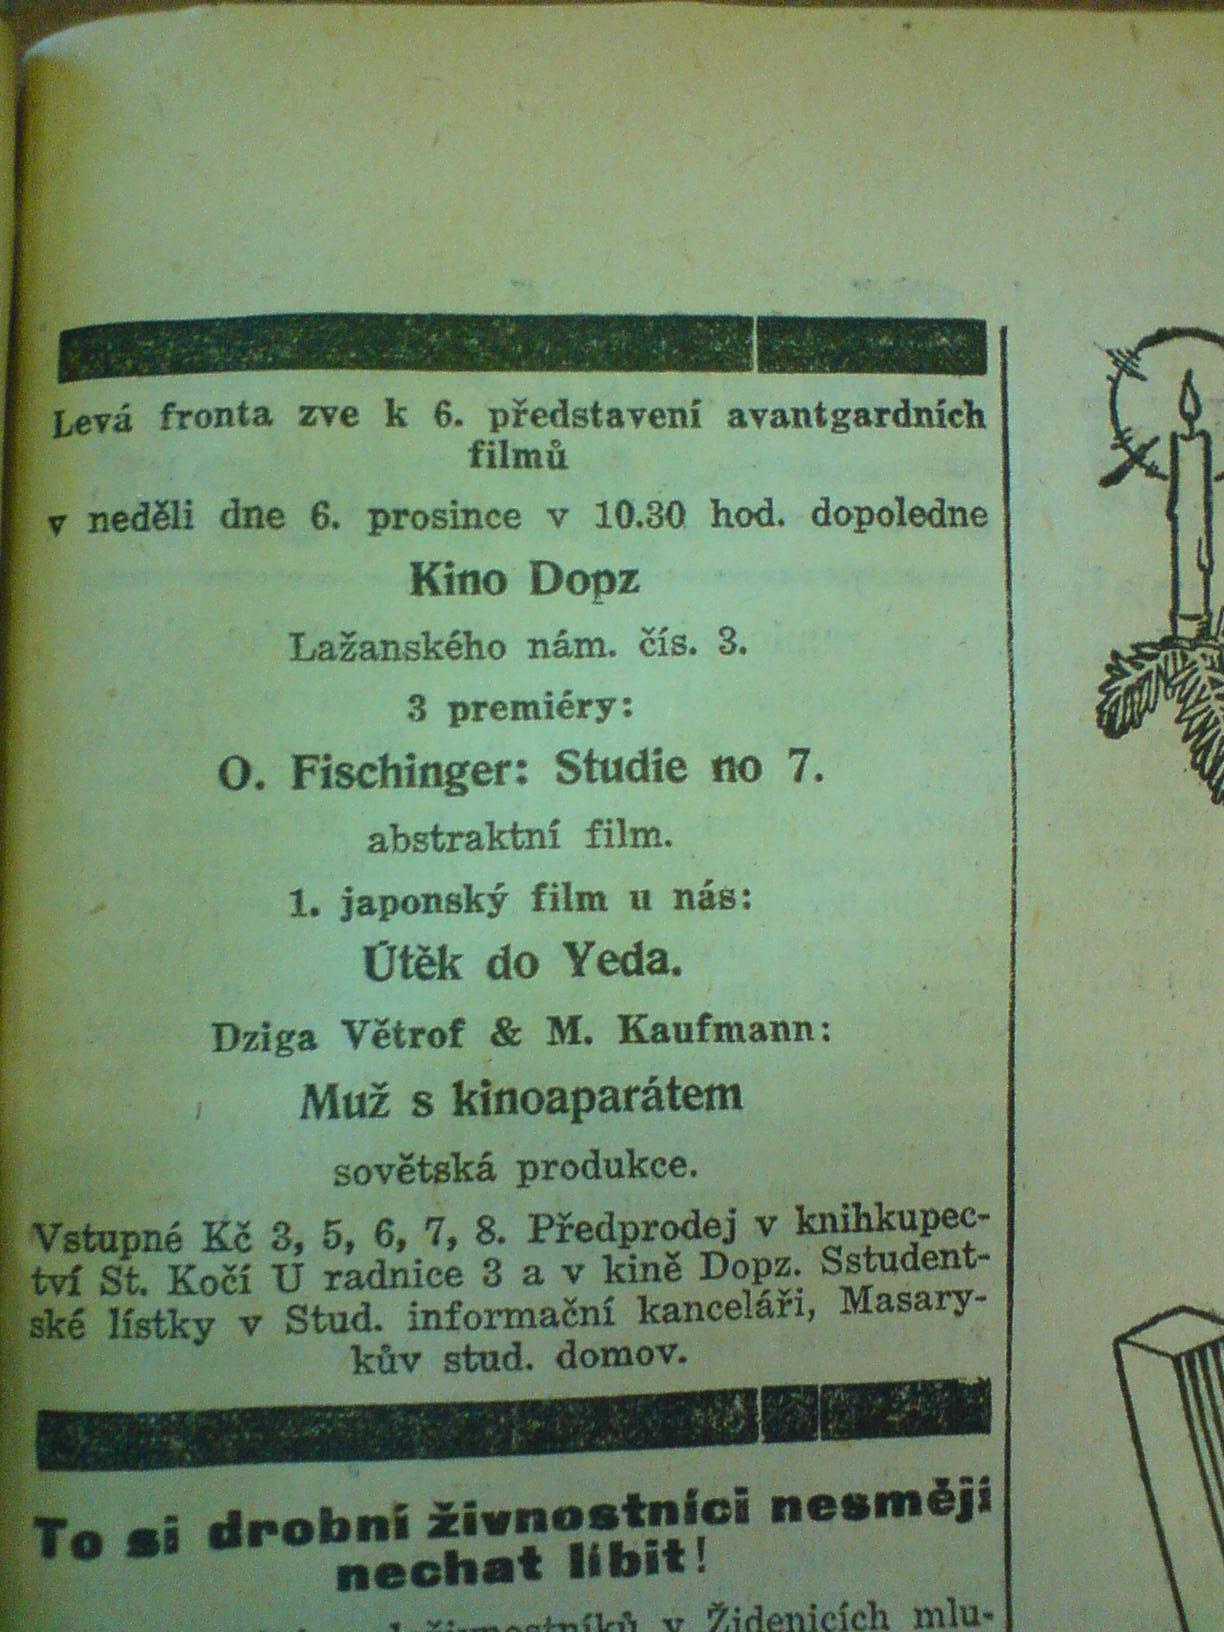 Levá fronta zve k 6. představení avantgardních
filmů
v neděli dne 6. prosince v 10.30 hod. dopoledne
Kino Dopz
Lažanského nám. čís. 3.
3 premiéry:
O. Fischinger: Studie no 7.
abstraktní film.
1. japonský film u nás:
Útěk do Yeda.
Dziga Větrof & M. Kaufmann:
Muž s kinoaparátem
sovětská produkce.
Vstupné Kč 3, 5, 6, 7, 8. Předprodej v knihkupec-
tví St. Kočí U radnice 3 a v kině Dopz. Sstudent-
ské lístky v Stud. informační kanceláři, Masary-
kův stud. domov.
To si drobní živnostníci nesmějí
nechat líbit!
v Židenicích mlu-